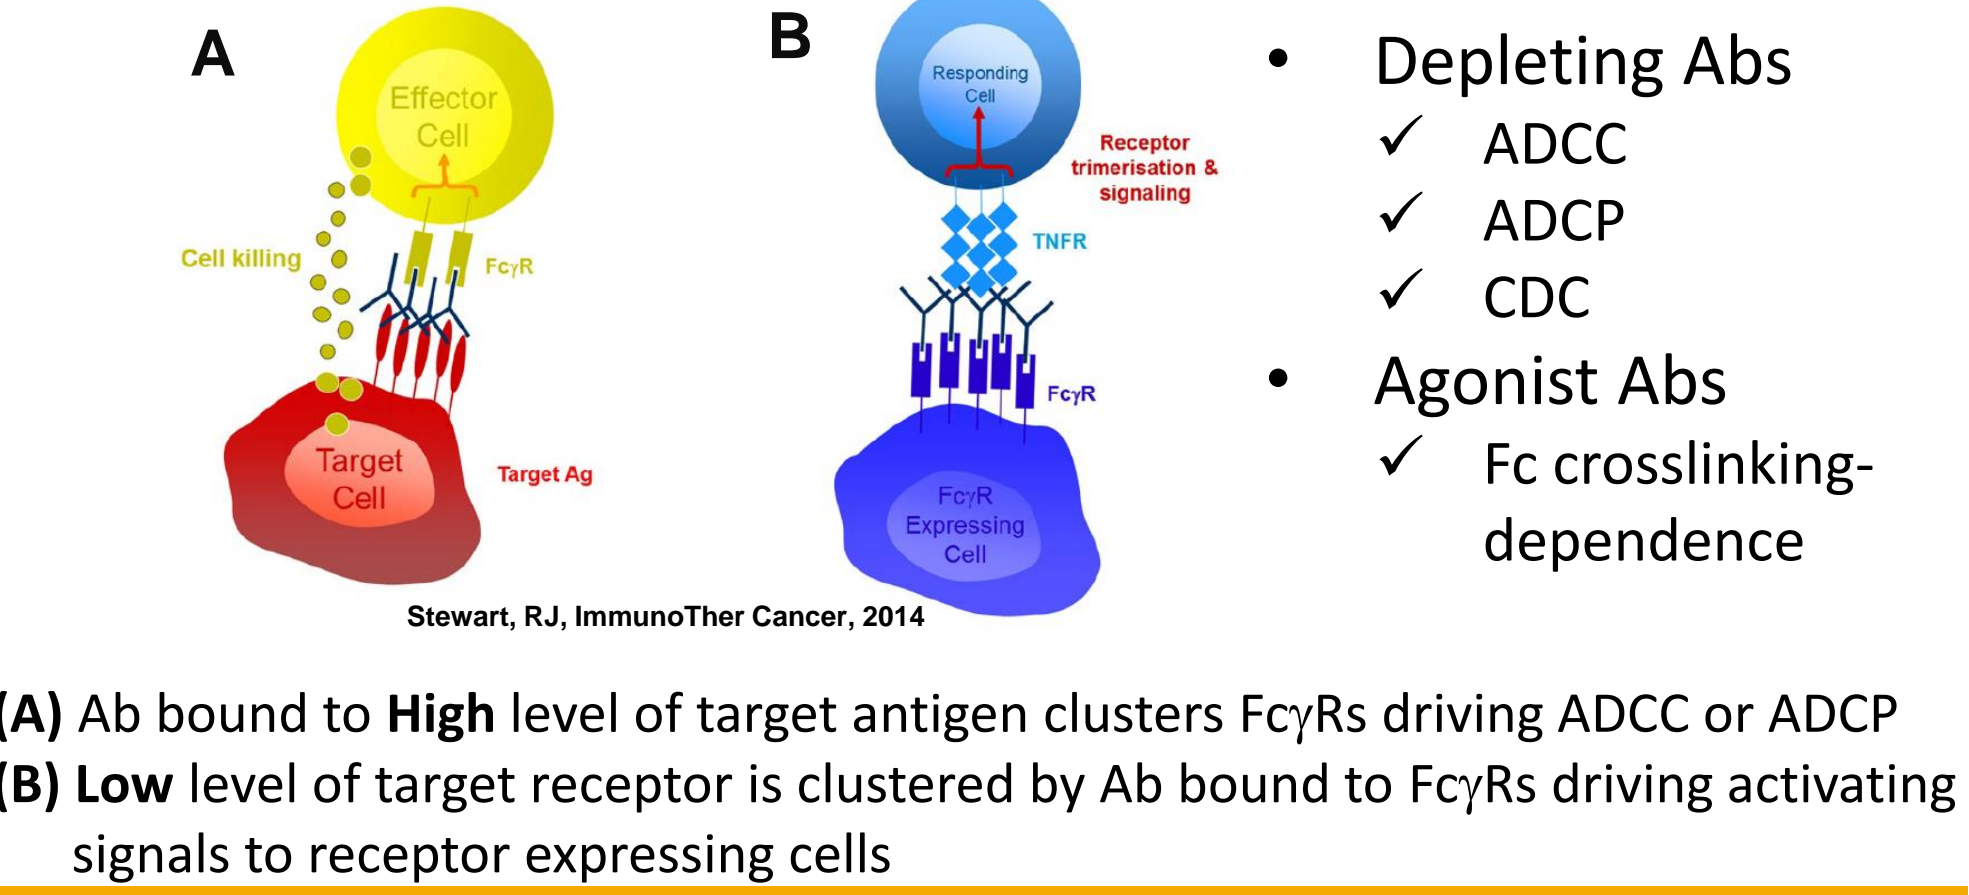 A
Effector
Cell
Cell killing
FcγR
Target
Cell
Target Ag
B
Responding
Cell
Receptor
trimerisation &
signaling
TNFR
FcγR
FcγR
Expressing
Cell
Stewart, RJ, ImmunoTher Cancer, 2014
• Depleting Abs
✓ ADCC
✓ ADCP
✓ CDC
• Agonist Abs
✓ Fc crosslinking-
dependence
(A) Ab bound to High level of target antigen clusters FcγRs driving ADCC or ADCP
(B) Low level of target receptor is clustered by Ab bound to FcγRs driving activating
signals to receptor expressing cells